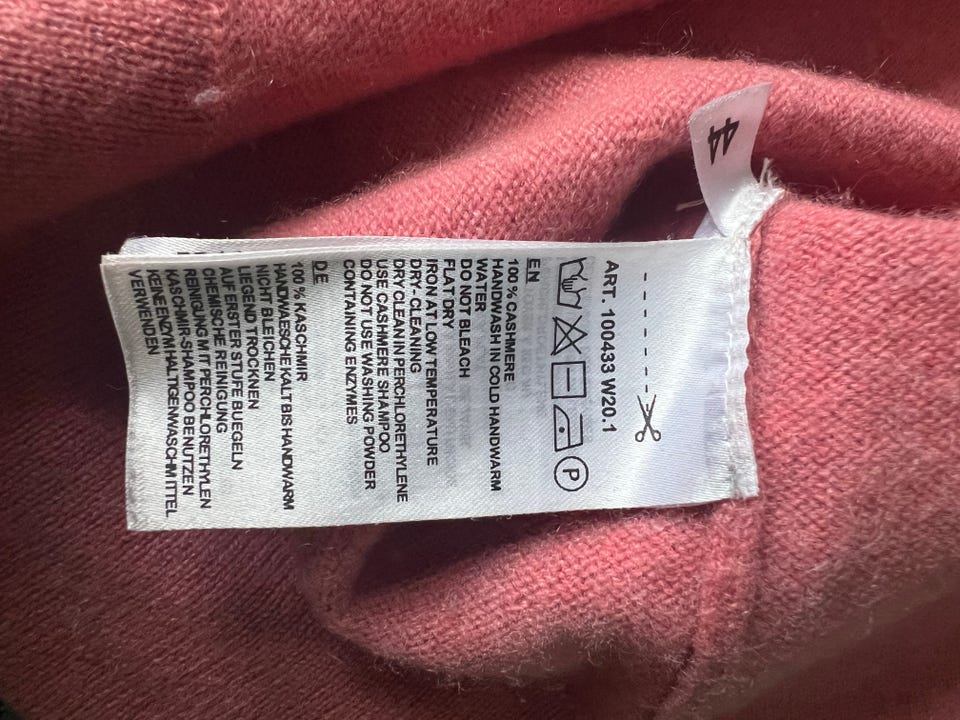 44
ART. 100433 W20.1
P
EN
100% CASHMERE
HANDWASH IN COLD HANDWARM
WATER
DO NOT BLEACH
FLAT DRY
IRON AT LOW TEMPERATURE
DRY- CLEANING
DRY CLEAN IN PERCHLORETHYLENE
USE CASHMERE SHAMPOO
DO NOT USE WASHING POWDER
CONTAINING ENZYMES
DE
100% KASCHMIR
HANDWAESCHE KALT BIS HANDWARM
NICHT BLEICHEN
LIEGEND TROCKNEN
AUF ERSTER STUFE BUEGELN
CHEMISCHE REINIGUNG
REINIGUNG MIT PERCHLORETHYLEN
KASCHMIR-SHAMPOO BENUTZEN
KEINE ENZYMHALTIGEN WASCHMITTEL
VERWENDEN